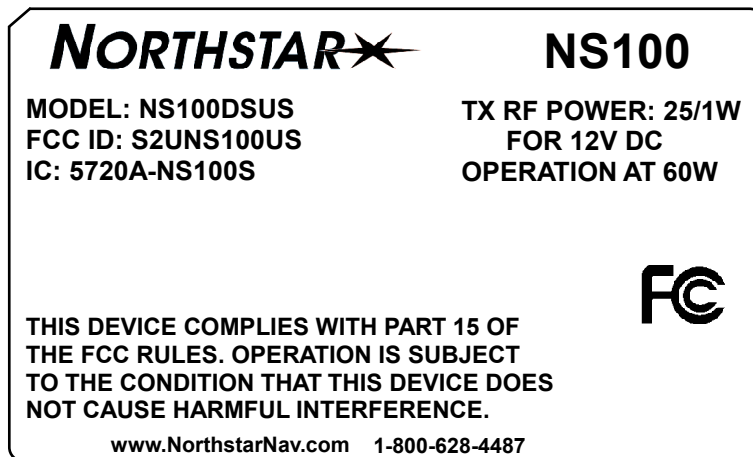 NORTHSTAR NS100
MODEL: NS100DSUS
FCC ID: S2UNS100US
IC: 5720A-NS100S
TX RF POWER: 25/1W
FOR 12V DC
OPERATION AT 60W
FC
THIS DEVICE COMPLIES WITH PART 15 OF
THE FCC RULES. OPERATION IS SUBJECT
TO THE CONDITION THAT THIS DEVICE DOES
NOT CAUSE HARMFUL INTERFERENCE.
www.NorthstarNav.com 1-800-628-4487